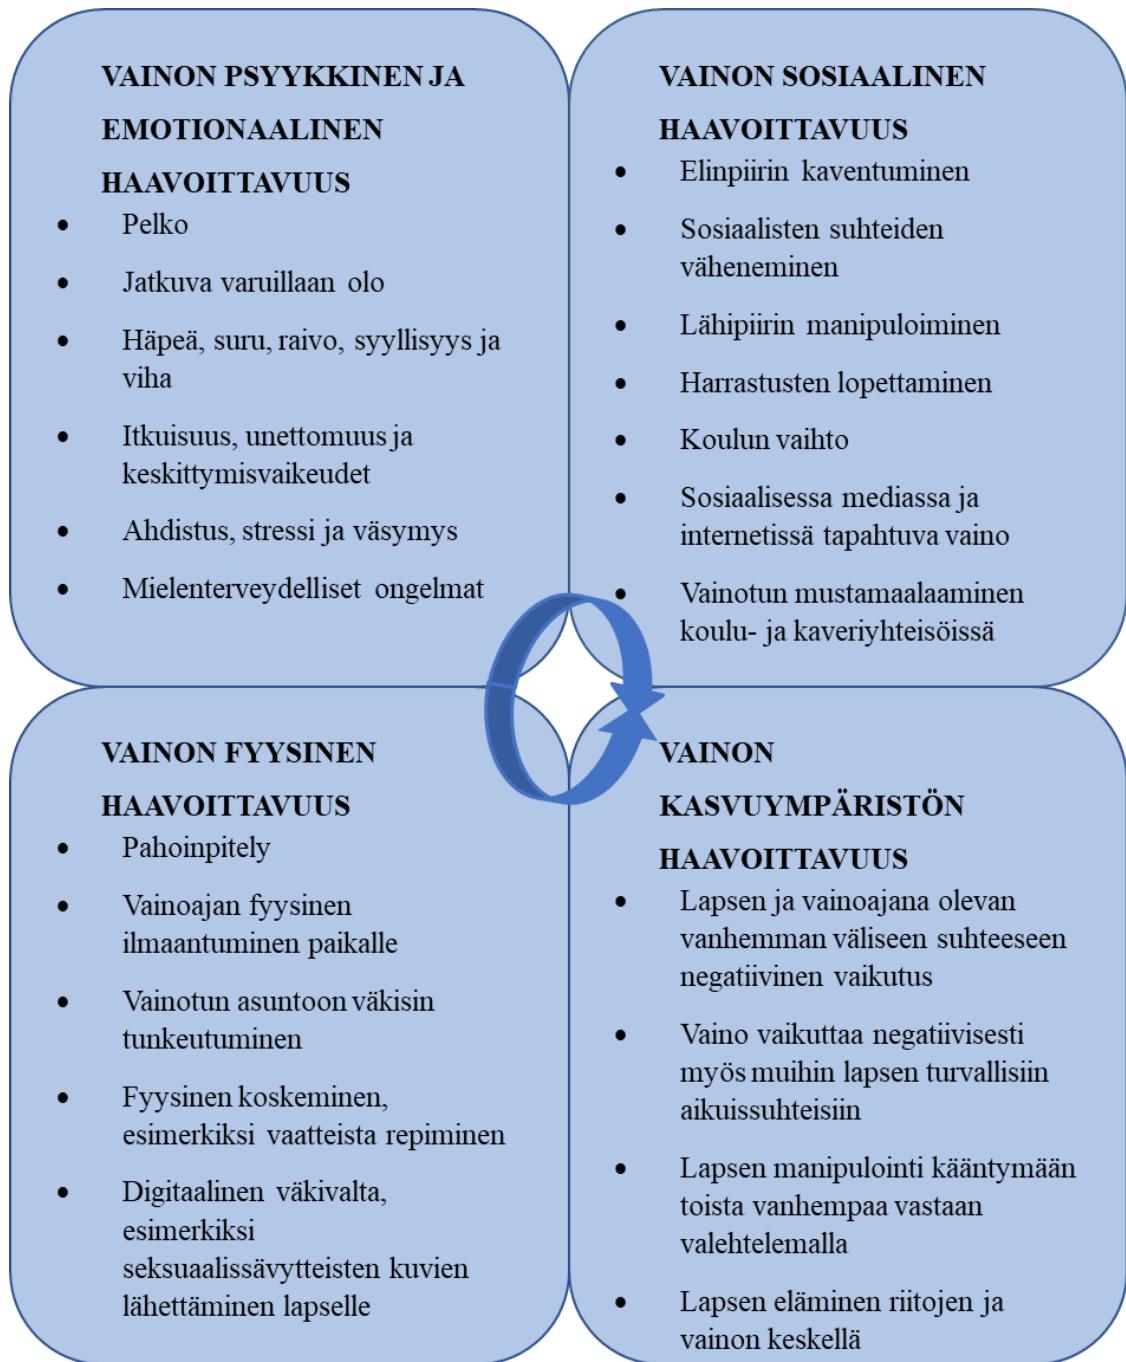 VAINON PSYYKKINEN JA
EMOTIONAALINEN
HAAVOITTAVUUS
• Pelko
• Jatkuva varuillaan olo
• Häpeä, suru, raivo, syyllisyys ja
viha
• Itkuisuus, unettomuus ja
keskittymisvaikeudet
• Ahdistus, stressi ja väsymys
• Mielenterveydelliset ongelmat
VAINON SOSIAALINEN
HAAVOITTAVUUS
• Elinpiirin kaventuminen
• Sosiaalisten suhteiden
väheneminen
• Lähipiirin manipuloiminen
• Harrastusten lopettaminen
• Koulun vaihto
• Sosiaalisessa mediassa ja
internetissä tapahtuva vaino
• Vainotun mustamaalaaminen
koulu- ja kaveriyhteisöissä
VAINON FYYSINEN
HAAVOITTAVUUS
• Pahoinpitely
• Vainoajan fyysinen
ilmaantuminen paikalle
• Vainotun asuntoon väkisin
tunkeutuminen
• Fyysinen koskeminen,
esimerkiksi vaatteista repiminen
• Digitaalinen väkivalta,
esimerkiksi
seksuaalissävytteisten kuvien
lähettäminen lapselle
VAINON
KASVUYMPÄRISTÖN
HAAVOITTAVUUS
• Lapsen ja vainoajana olevan
vanhemman väliseen suhteeseen
negatiivinen vaikutus
• Vaino vaikuttaa negatiivisesti
myös muihin lapsen turvallisiin
aikuissuhteisiin
• Lapsen manipulointi kääntymään
toista vanhempaa vastaan
valehtelemalla
• Lapsen eläminen riitojen ja
vainon keskellä